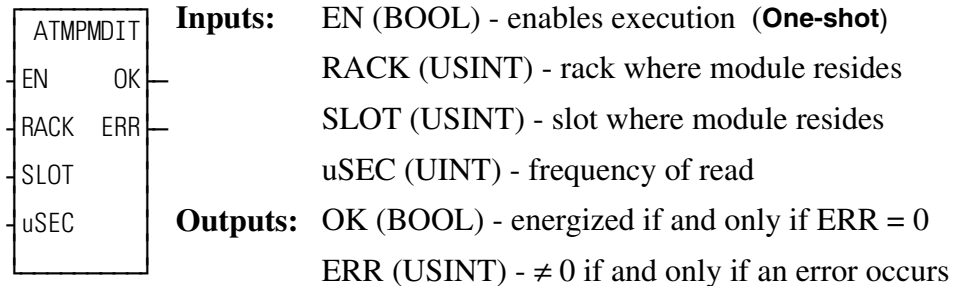 ATMPMDIT
EN OK
RACK ERR
SLOT
uSEC
Inputs: EN (BOOL) - enables execution (One-shot)
RACK (USINT) - rack where module resides
SLOT (USINT) - slot where module resides
uSEC (UINT) - frequency of read
Outputs: OK (BOOL) - energized if and only if ERR = 0
ERR (USINT) - ≠ 0 if and only if an error occurs